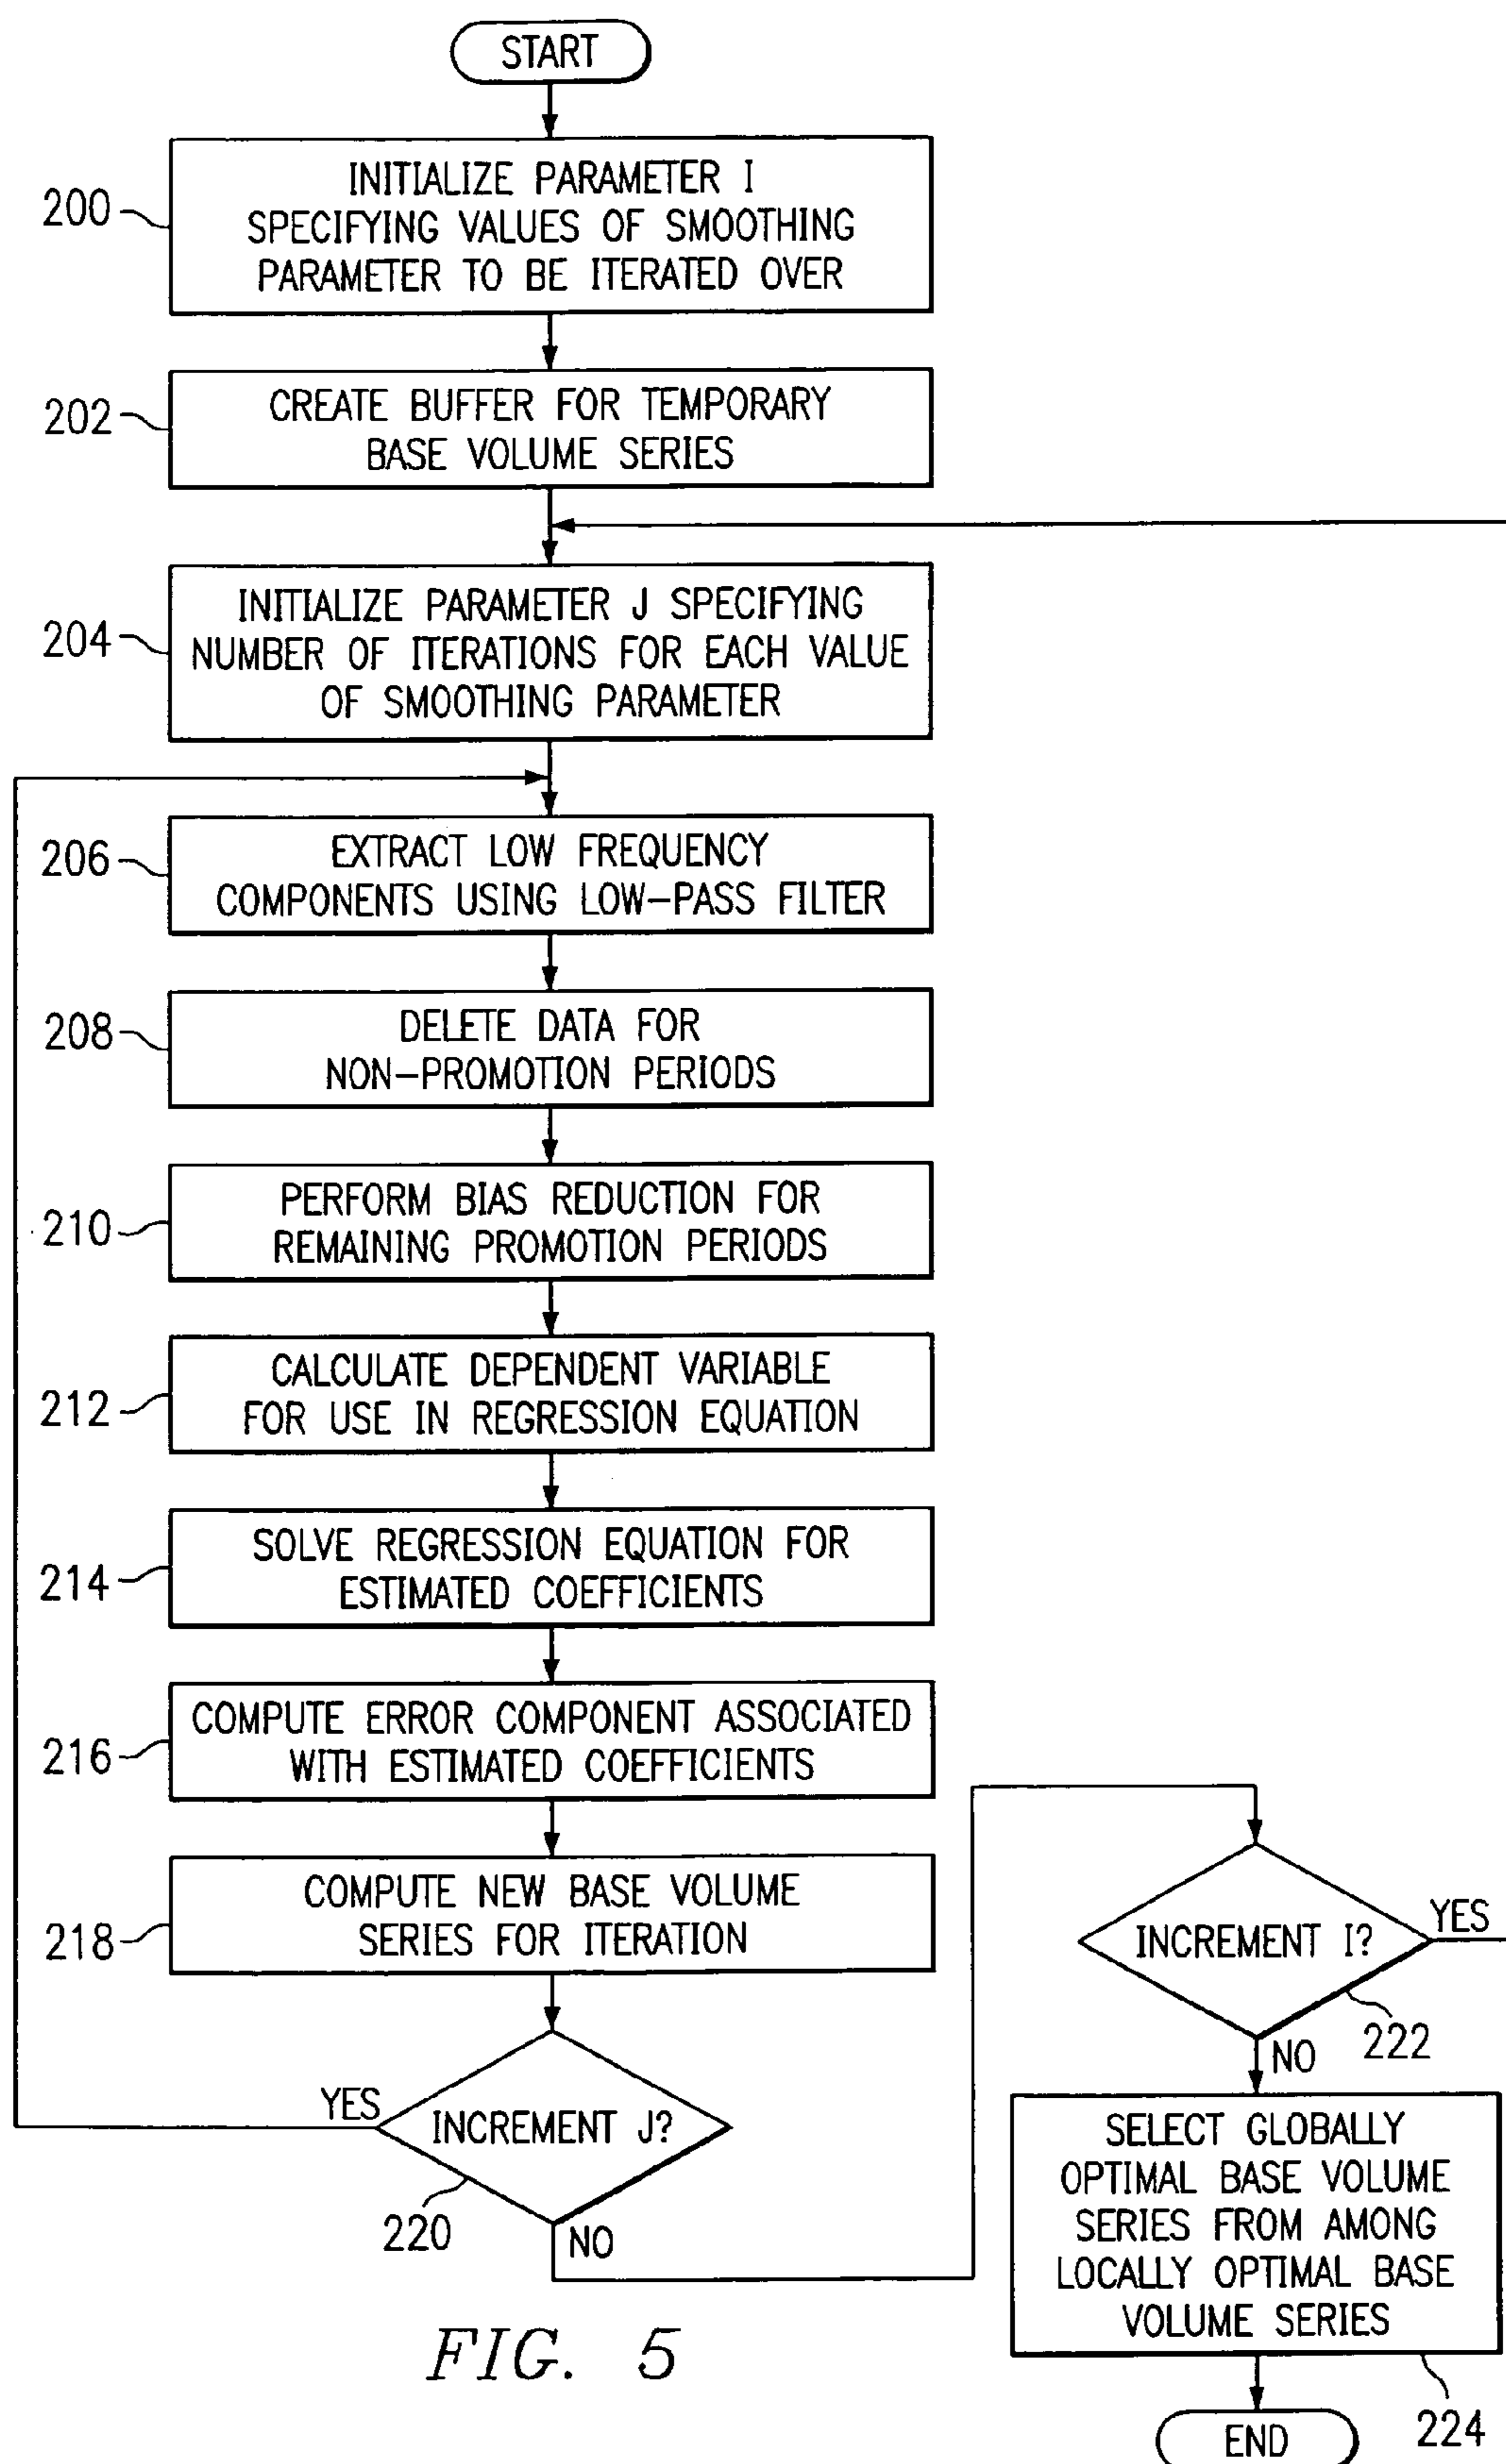 START
200
INITIALIZE PARAMETER I
SPECIFYING VALUES OF SMOOTHING
PARAMETER TO BE ITERATED OVER
202
CREATE BUFFER FOR TEMPORARY
BASE VOLUME SERIES
204
INITIALIZE PARAMETER J SPECIFYING
NUMBER OF ITERATIONS FOR EACH VALUE
OF SMOOTHING PARAMETER
206
EXTRACT LOW FREQUENCY
COMPONENTS USING LOW-PASS FILTER
208
DELETE DATA FOR
NON-PROMOTION PERIODS
210
PERFORM BIAS REDUCTION FOR
REMAINING PROMOTION PERIODS
212
CALCULATE DEPENDENT VARIABLE
FOR USE IN REGRESSION EQUATION
214
SOLVE REGRESSION EQUATION FOR
ESTIMATED COEFFICIENTS
216
COMPUTE ERROR COMPONENT ASSOCIATED
WITH ESTIMATED COEFFICIENTS
218
COMPUTE NEW BASE VOLUME
SERIES FOR ITERATION
YES
INCREMENT J?
220
NO
INCREMENT I?
YES
222
NO
SELECT GLOBALLY
OPTIMAL BASE VOLUME
SERIES FROM AMONG
LOCALLY OPTIMAL BASE
VOLUME SERIES
224
END
FIG. 5